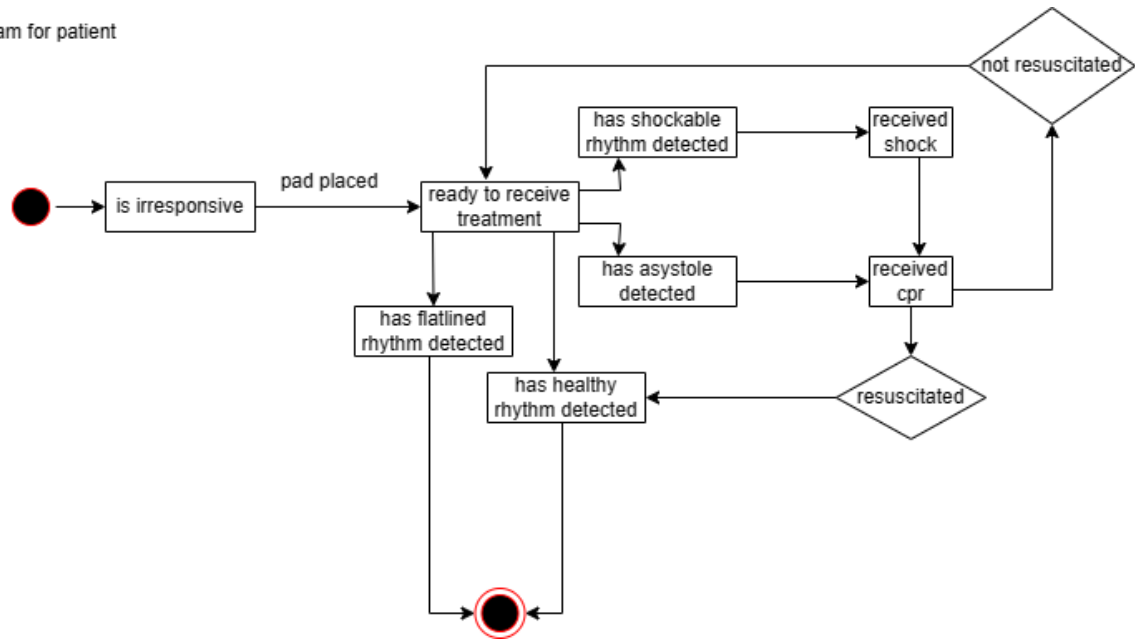 am for patient
not resuscitated
has shockable
rhythm detected
received
shock
pad placed
is irresponsive
ready to receive
treatment
has asystole
detected
received
cpr
has flatlined
rhythm detected
has healthy
rhythm detected
resuscitated